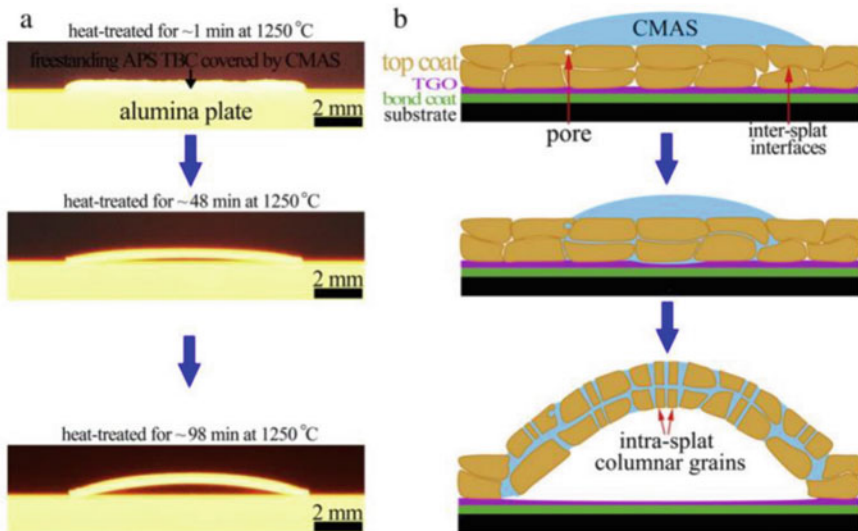 a
heat-treated for ~1 min at 1250°C
freestanding APS TBC covered by CMAS
alumina plate
2 mm
heat-treated for ~48 min at 1250°C
2 mm
heat-treated for ~98 min at 1250°C
2 mm
b
CMAS
top coat
TGO
bond coat
substrate
pore
inter-splat
interfaces
intra-splat
columnar grains